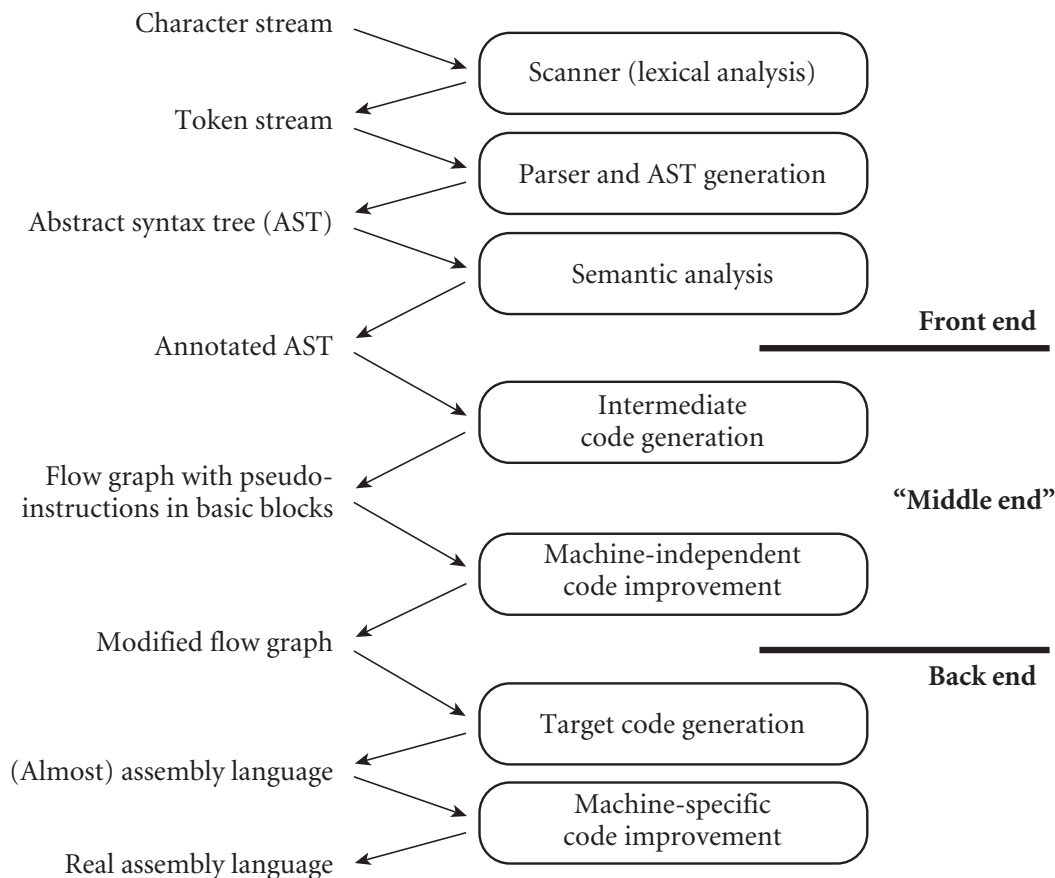 Character stream
Scanner (lexical analysis)
Token stream
Parser and AST generation
Abstract syntax tree (AST)
Semantic analysis
Front end
Annotated AST
Intermediate
code generation
Flow graph with pseudo-
instructions in basic blocks
“Middle end”
Machine-independent
code improvement
Modified flow graph
Back end
Target code generation
(Almost) assembly language
Machine-specific
code improvement
Real assembly language